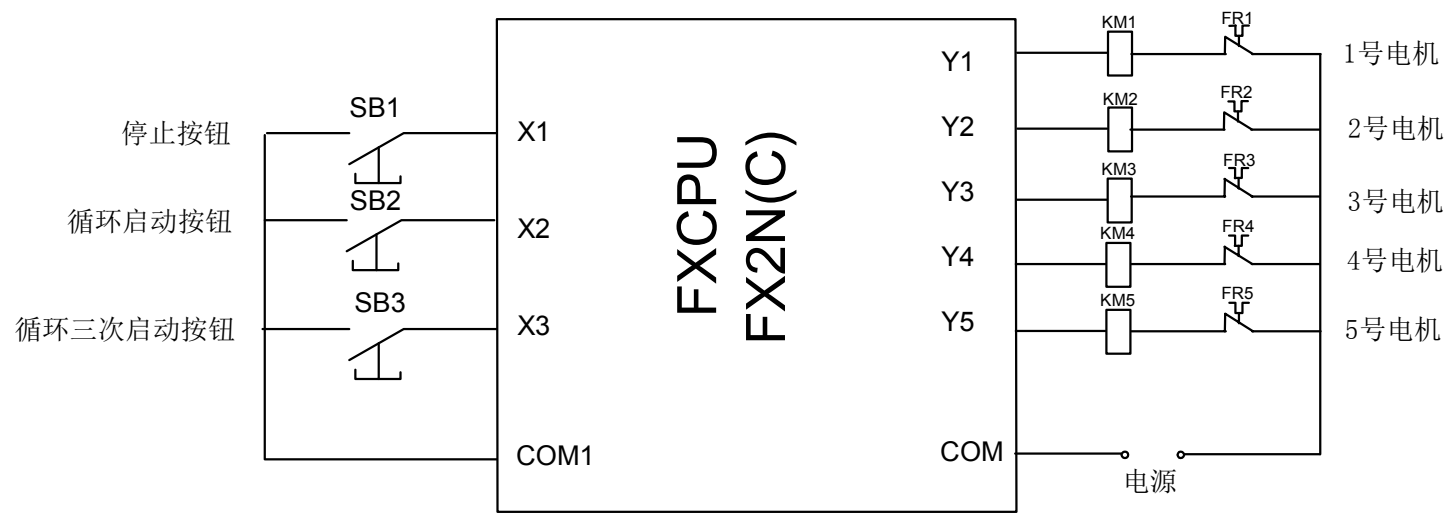 停止按钮
循环启动按钮
循环三次启动按钮
SB1
SB2
SB3
X1
X2
X3
COM1
FXCPU
FX2N(C)
Y1
Y2
Y3
Y4
Y5
COM
KM1
KM2
KM3
KM4
KM5
FR1
FR2
FR3
FR4
FR5
电源
1号电机
2号电机
3号电机
4号电机
5号电机